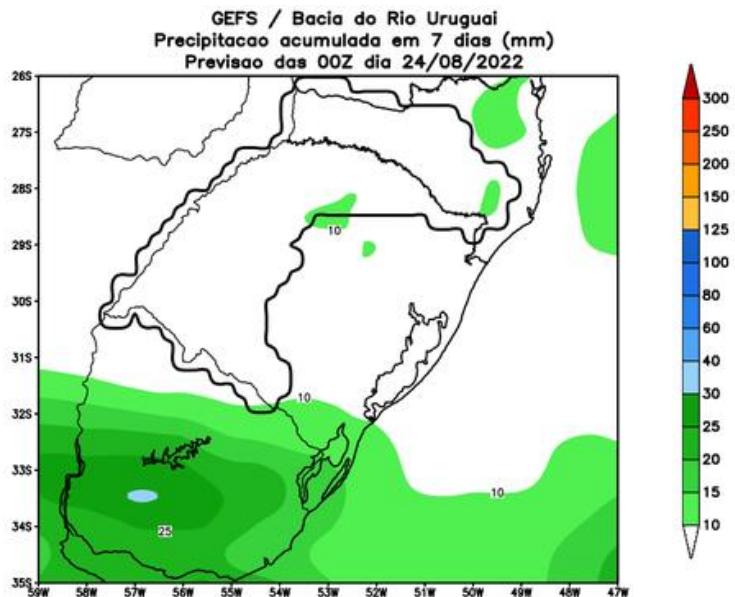 GEFS / Bacia do Rio Uruguai
Precipitacao acumulada em 7 dias (mm)
Previsao das 00Z dia 24/08/2022
26S
27S
28S
29S
30S
31S
32S
33S
34S
35S
59W 58W 57W 56W 55W 54W 53W 52W 51W 50W 49W 48W 47W
10
10
10
25
300
250
200
150
125
100
80
60
40
30
25
20
15
10